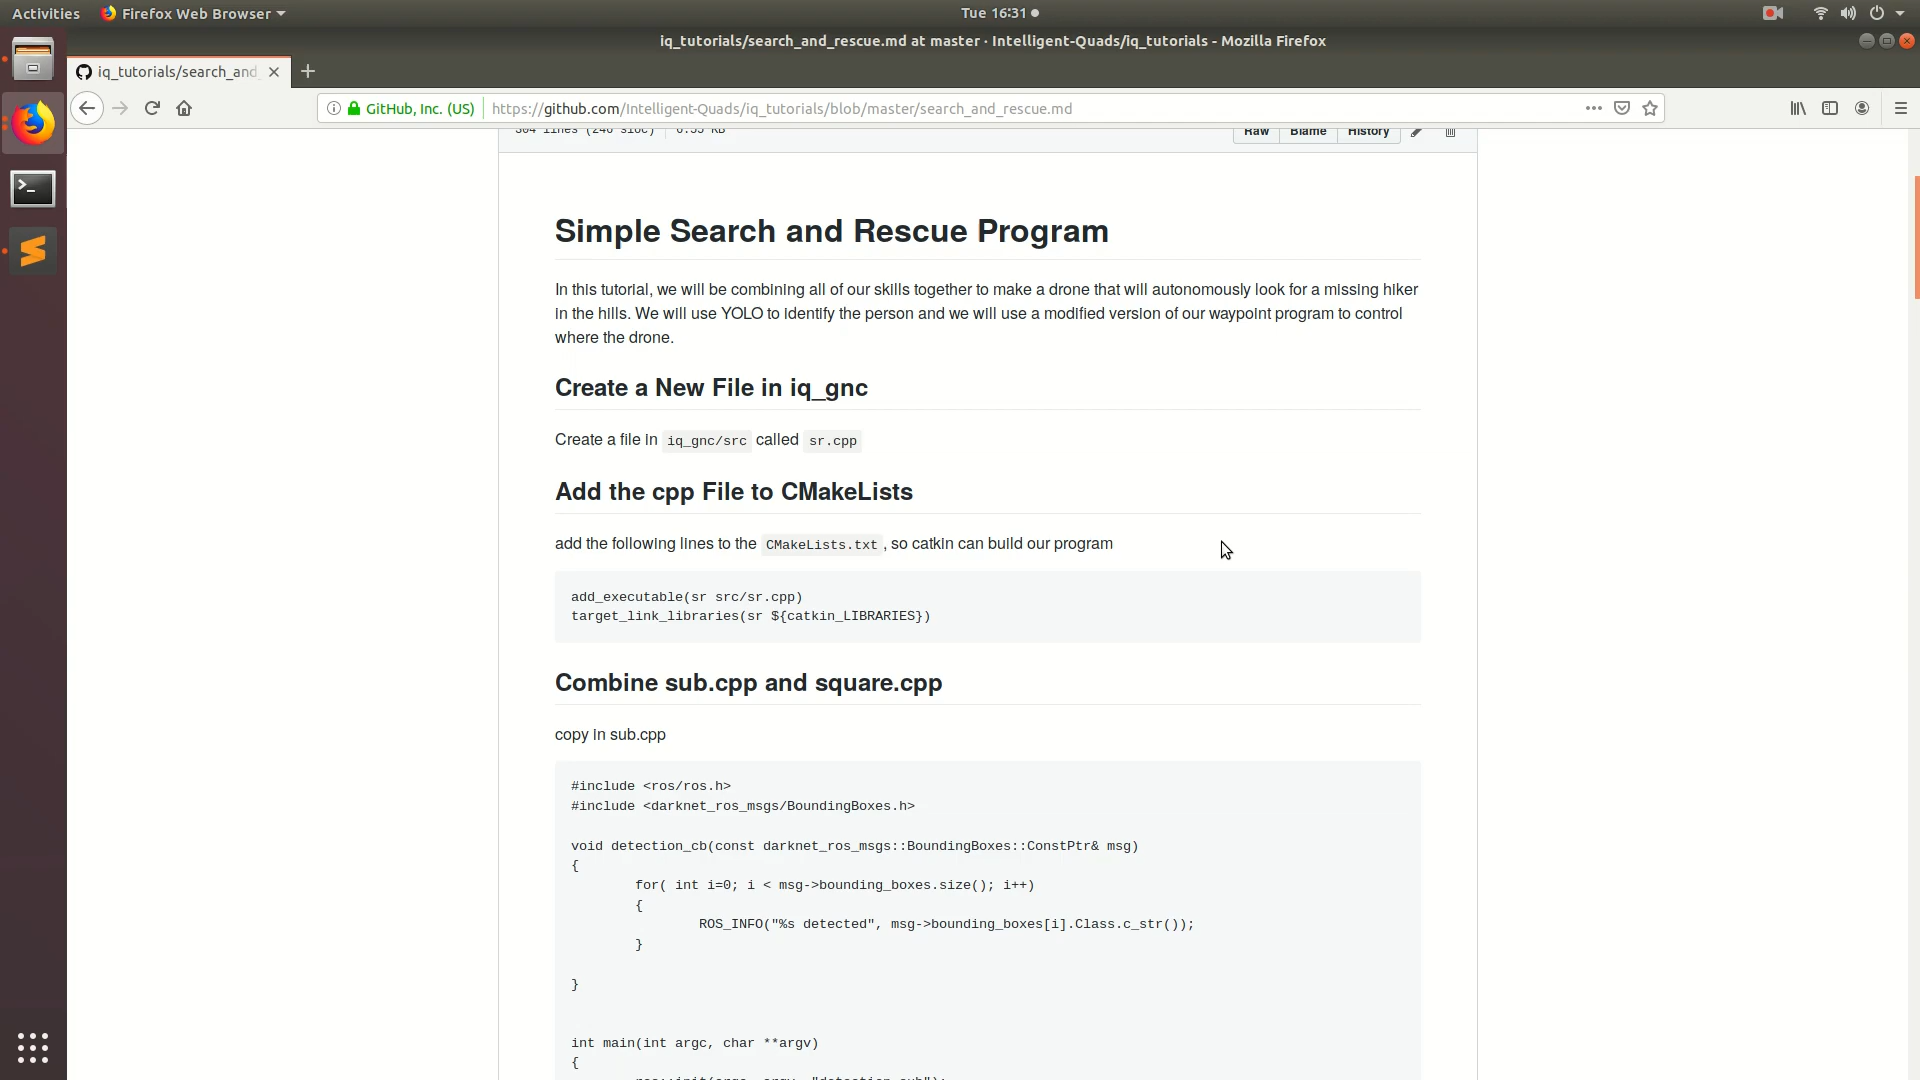 Activities
Firefox Web Browser
Tue 16:31
iq_tutorials/search_and_rescue.md at master · Intelligent-Quads/iq_tutorials - Mozilla Firefox
iq_tutorials/search_and_
GitHub, Inc. (US)
https://github.com/Intelligent-Quads/iq_tutorials/blob/master/search_and_rescue.md
Raw
Blame
History
Simple Search and Rescue Program
In this tutorial, we will be combining all of our skills together to make a drone that will autonomously look for a missing hiker
in the hills. We will use YOLO to identify the person and we will use a modified version of our waypoint program to control
where the drone.
Create a New File in iq_gnc
Create a file in iq_gnc/src called sr.cpp
Add the cpp File to CMakeLists
add the following lines to the CMakeLists.txt , so catkin can build our program
add_executable(sr src/sr.cpp)
target_link_libraries(sr ${catkin_LIBRARIES})
Combine sub.cpp and square.cpp
copy in sub.cpp
#include <ros/ros.h>
#include <darknet_ros_msgs/BoundingBoxes.h>
void detection_cb(const darknet_ros_msgs::BoundingBoxes::ConstPtr& msg)
{
for( int i=0; i < msg->bounding_boxes.size(); i++)
{
ROS_INFO("%s detected", msg->bounding_boxes[i].Class.c_str());
}
}
int main(int argc, char **argv)
{